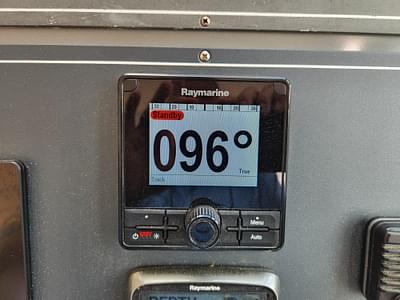 Raymarine
Standby
096°
True
Track
Menu
Auto
Raymarine
DEPTH